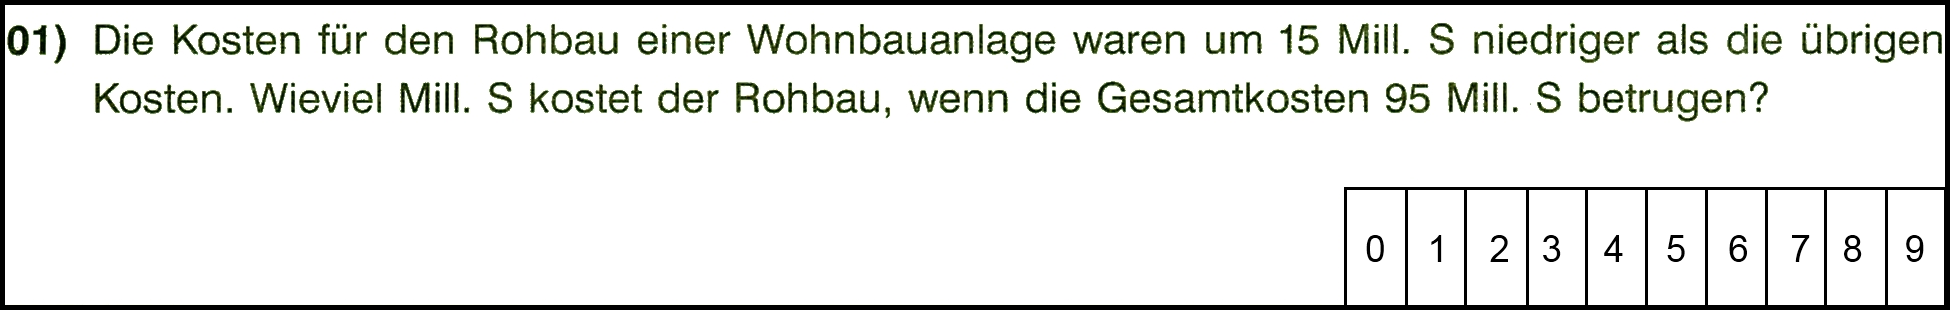 01) Die Kosten für den Rohbau einer Wohnbauanlage waren um 15 Mill. S niedriger als die übrigen
Kosten. Wieviel Mill. S kostet der Rohbau, wenn die Gesamtkosten 95 Mill. S betrugen?
0 1 2 3 4 5 6 7 8 9